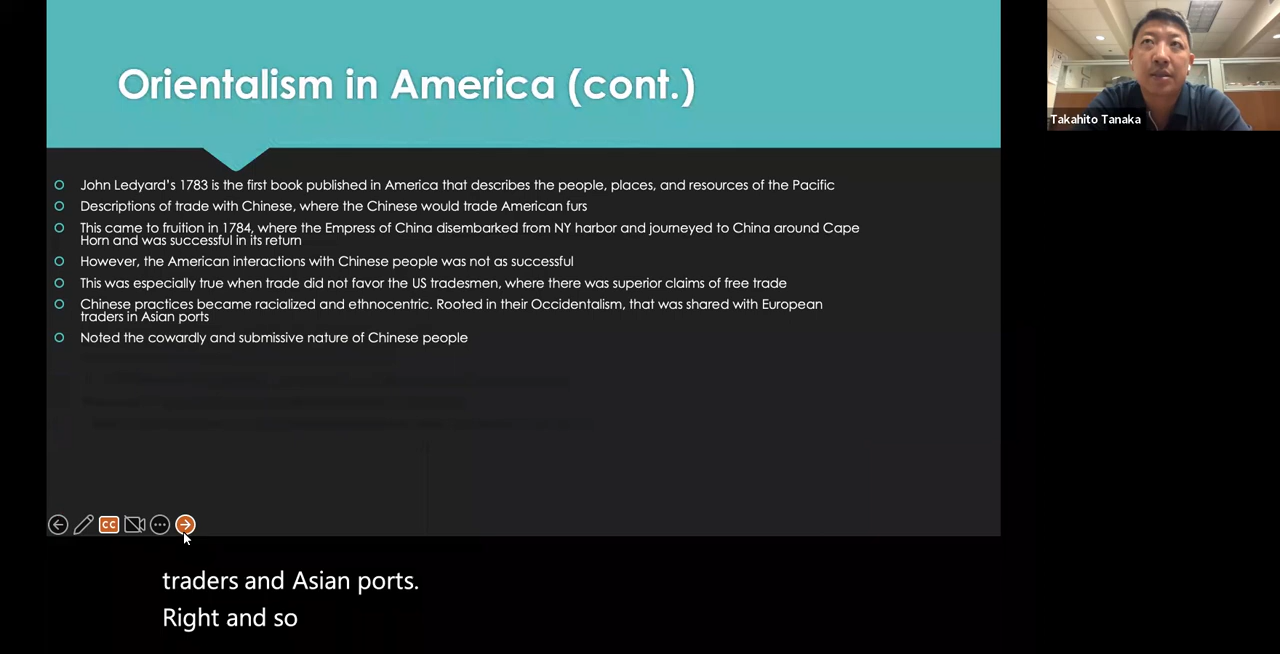 Orientalism in America (cont.)
Takahito Tanaka
John Ledyard's 1783 is the first book published in America that describes the people, places, and resources of the Pacific
Descriptions of trade with Chinese, where the Chinese would trade American furs
This came to fruition in 1784, where the Empress of China disembarked from NY harbor and journeyed to China around Cape
Horn and was successful in its return
However, the American interactions with Chinese people was not as successful
This was especially true when trade did not favor the US tradesmen, where there was superior claims of free trade
Chinese practices became racialized and ethnocentric. Rooted in their Occidentalism, that was shared with European
traders in Asian ports
Noted the cowardly and submissive nature of Chinese people
CC
traders and Asian ports.
Right and so